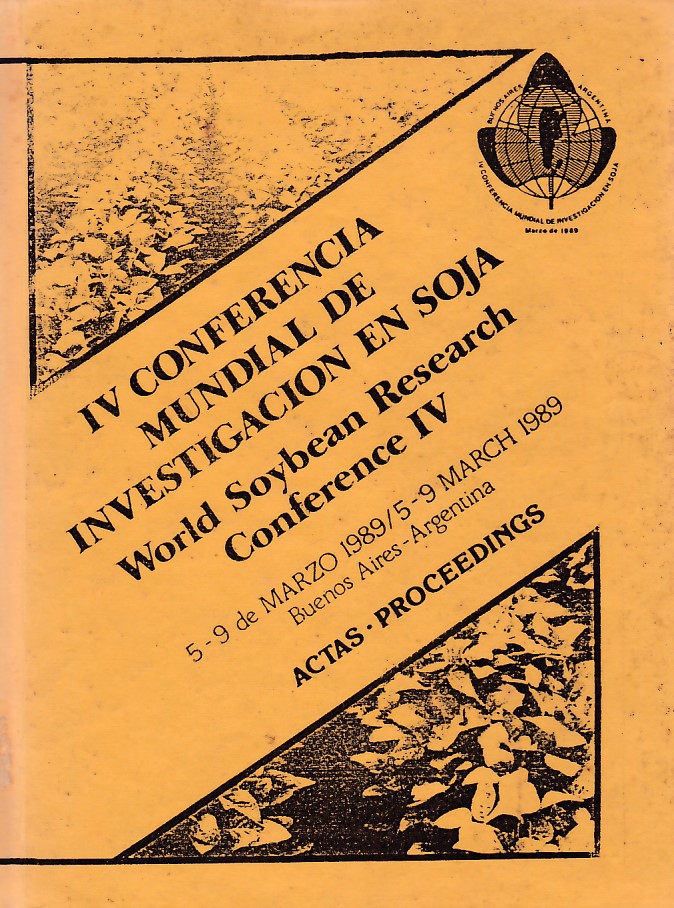 BUENOS AIRES ARGENTINA
IV CONFERENCIA MUNDIAL DE INVESTIGACION EN SOJA
Marzo de 1989
IV CONFERENCIA
MUNDIAL DE
INVESTIGACION EN SOJA
World Soybean Research
Conference IV
5-9 de MARZO 1989/5-9 MARCH 1989
Buenos Aires-Argentina
ACTAS · PROCEEDINGS